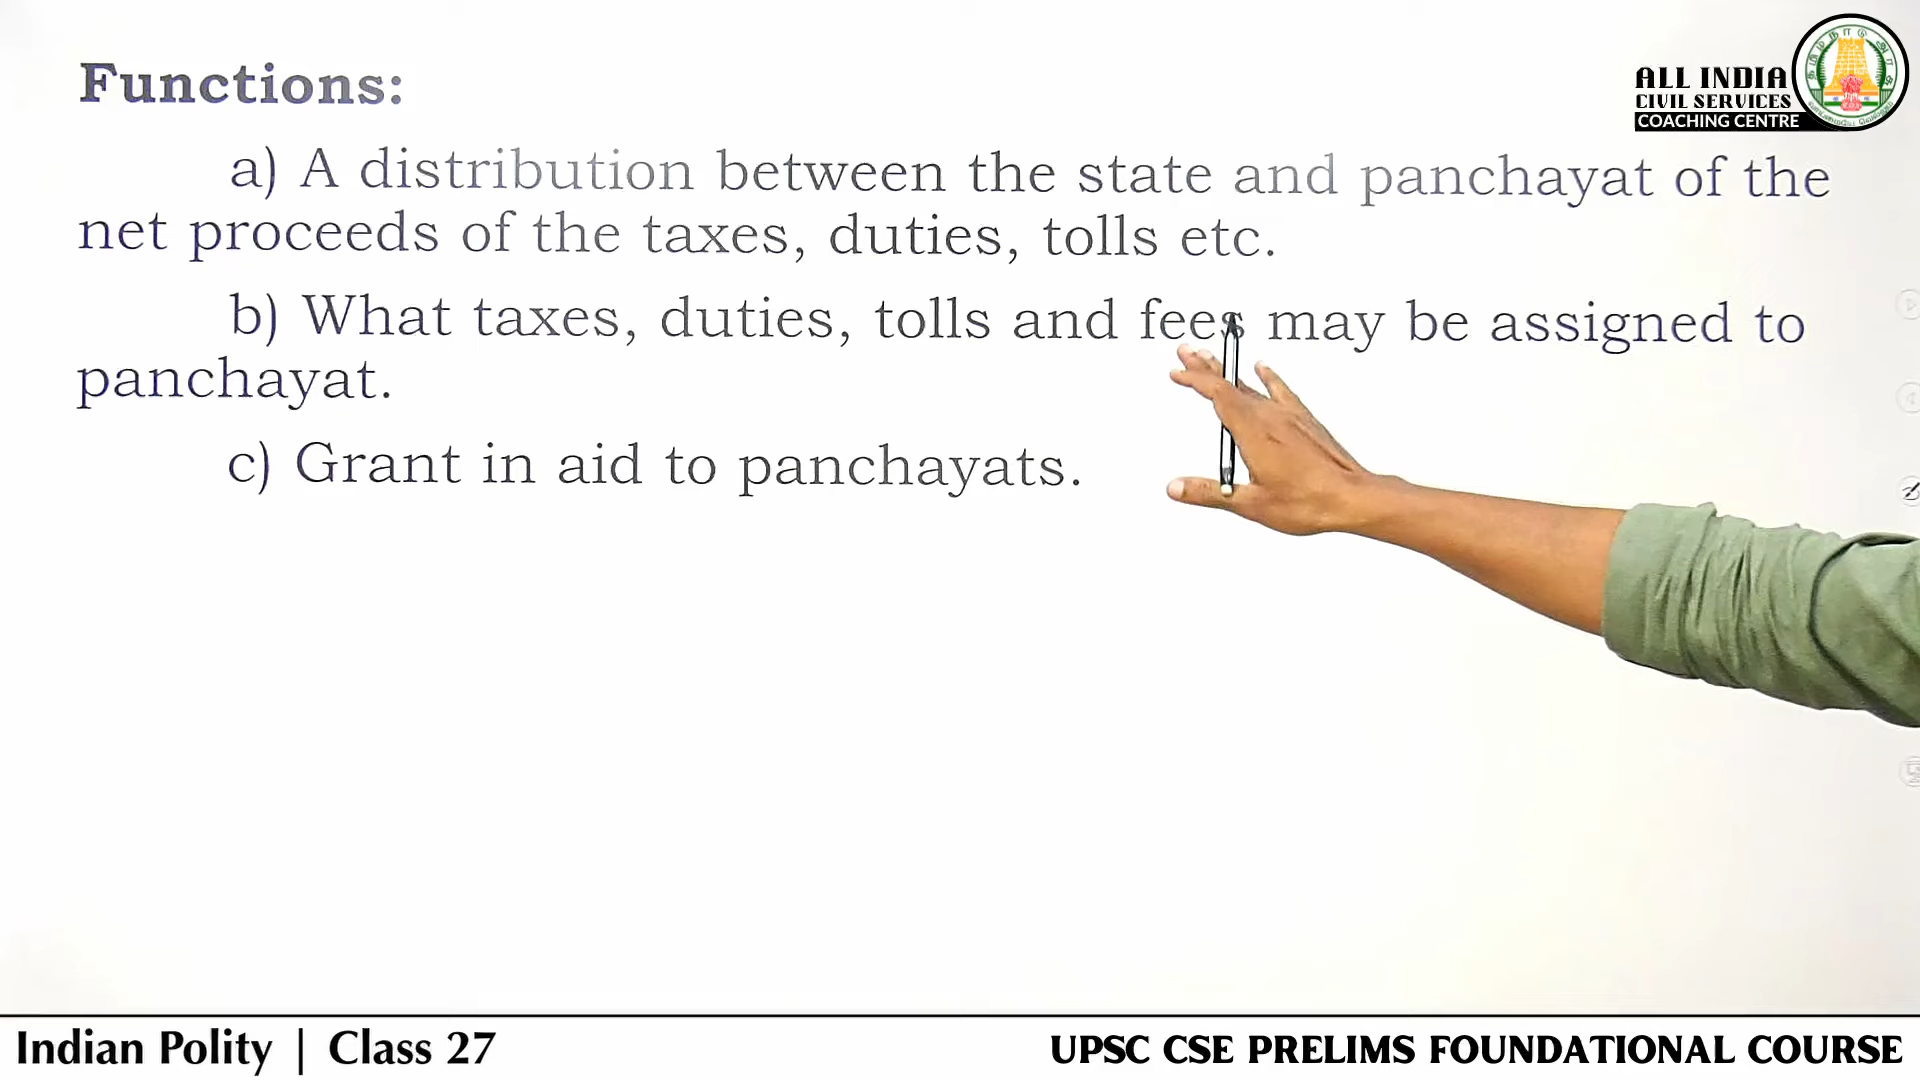 Functions:
ALL INDIA
CIVIL SERVICES
COACHING CENTRE
a) A distribution between the state and panchayat of the
net proceeds of the taxes, duties, tolls etc.
b) What taxes, duties, tolls and fees may be assigned to
panchayat.
c) Grant in aid to panchayats.
Indian Polity | Class 27
UPSC CSE PRELIMS FOUNDATIONAL COURSE